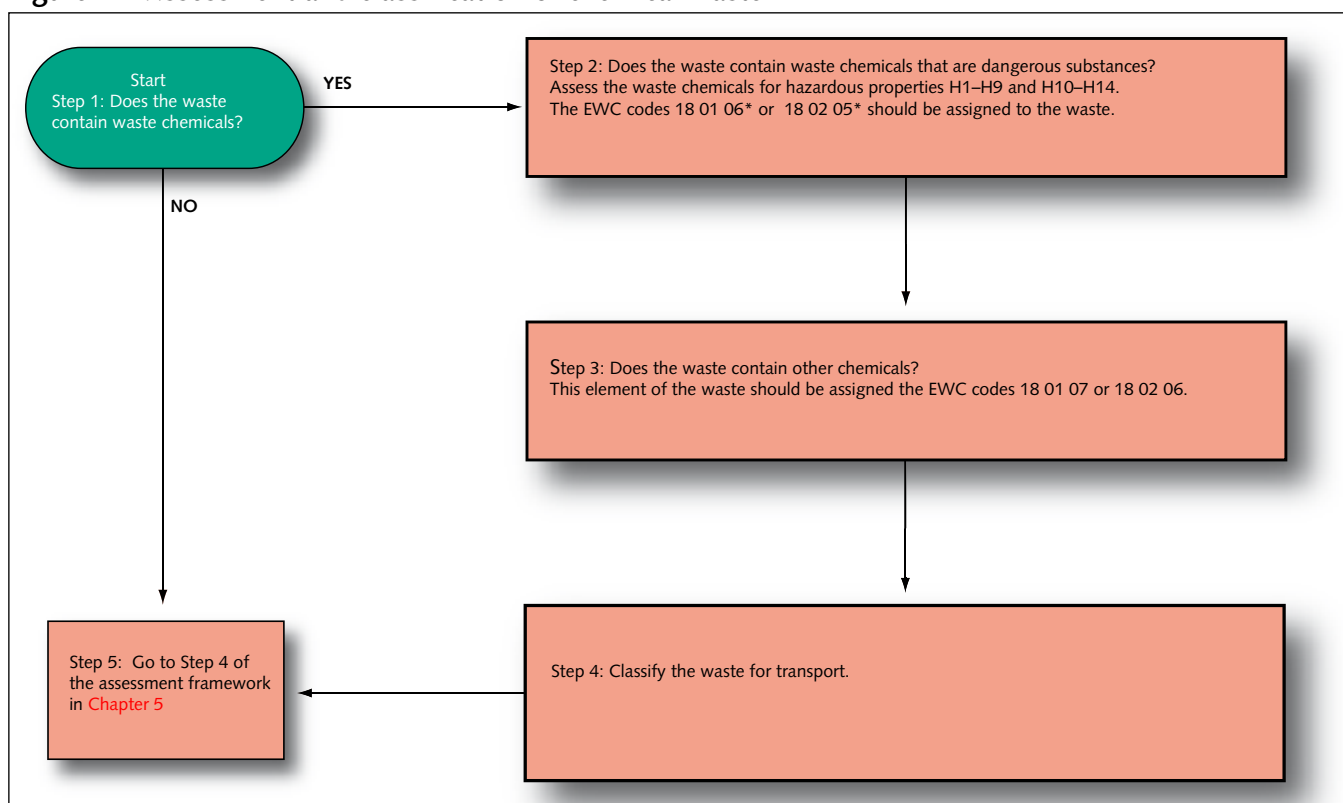 Start
Step 1: Does the waste
contain waste chemicals?
YES
NO
Step 2: Does the waste contain waste chemicals that are dangerous substances?
Assess the waste chemicals for hazardous properties H1–H9 and H10–H14.
The EWC codes 18 01 06* or 18 02 05* should be assigned to the waste.
Step 3: Does the waste contain other chemicals?
This element of the waste should be assigned the EWC codes 18 01 07 or 18 02 06.
Step 4: Classify the waste for transport.
Step 5: Go to Step 4 of
the assessment framework
in Chapter 5